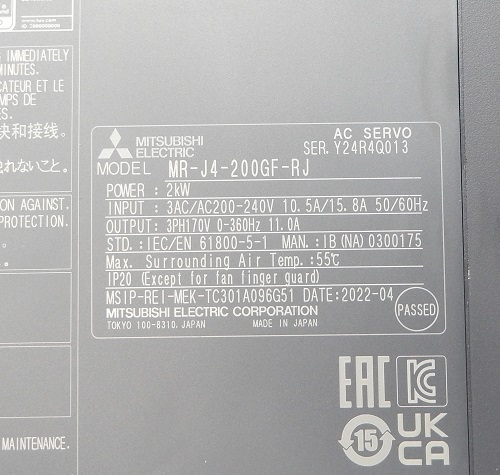 IMMEDIATELY
MINUTES.
CATEUR ET LE
MPS DE
ES.
块和接线。
れないこと。
ON AGAINST.
PROTECTION.
MAINTENANCE.
MITSUBISHI
ELECTRIC
AC SERVO
SER. Y24R4Q013
MODEL MR-J4-200GF-RJ
POWER : 2kW
INPUT : 3AC/AC200-240V 10.5A/15.8A 50/60Hz
OUTPUT: 3PH170V 0-360Hz 11.0A
STD.: IEC/EN 61800-5-1 MAN.: IB(NA)0300175
Max. Surrounding Air Temp.:55℃
IP20 (Except for fan finger guard)
MSIP-REI-MEK-TC301A096G51 DATE:2022-04
MITSUBISHI ELECTRIC CORPORATION
TOKYO 100-8310, JAPAN MADE IN JAPAN
PASSED
EAC
15
UK
CA